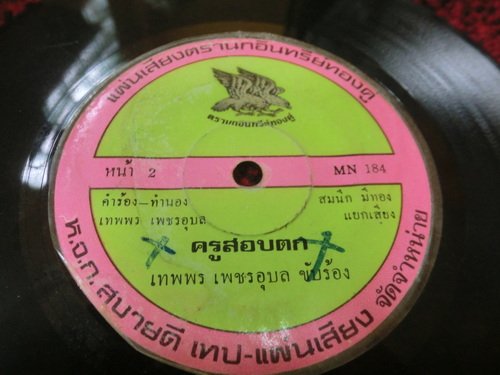 แผ่นเสียงตรานกอินทรีย์ทองคู่
ตรานกอินทรีส์ทองคู่
หน้า 2
MN 184
คำร้อง-ทำนอง
เทพพร เพชรอุบล
สมนึก มีทอง
แยกเสียง
ครูสอบตก
เทพพร เพชรอุบล ขับร้อง
ห.จ.ก.สบายดี เทป-แผ่นเสียง จัดจำหน่าย